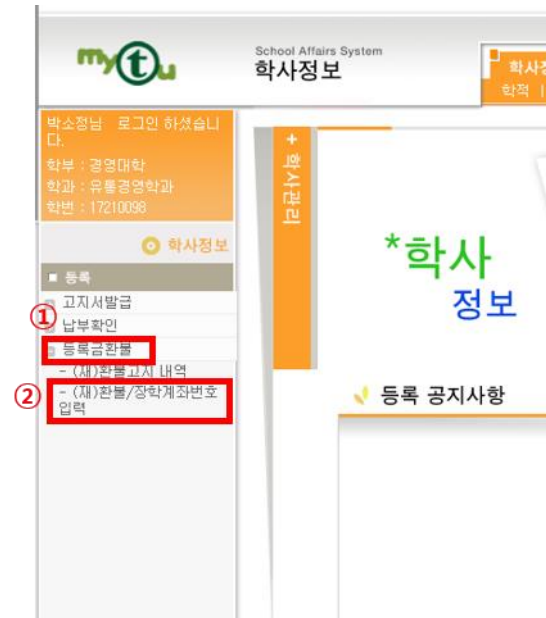 mytu
School Affairs System
학사정보
학사정
학적 |
박소정님 로그인 하셨습니
다.
학부 : 경영대학
학과 : 유통경영학과
학번 : 17210098
+ 학사관리
학사정보
등록
고지서발급
①
납부확인
등록금환불
- (재)환불고지 내역
②
- (재)환불/장학계좌번호
입력
*학사
정보
등록 공지사항